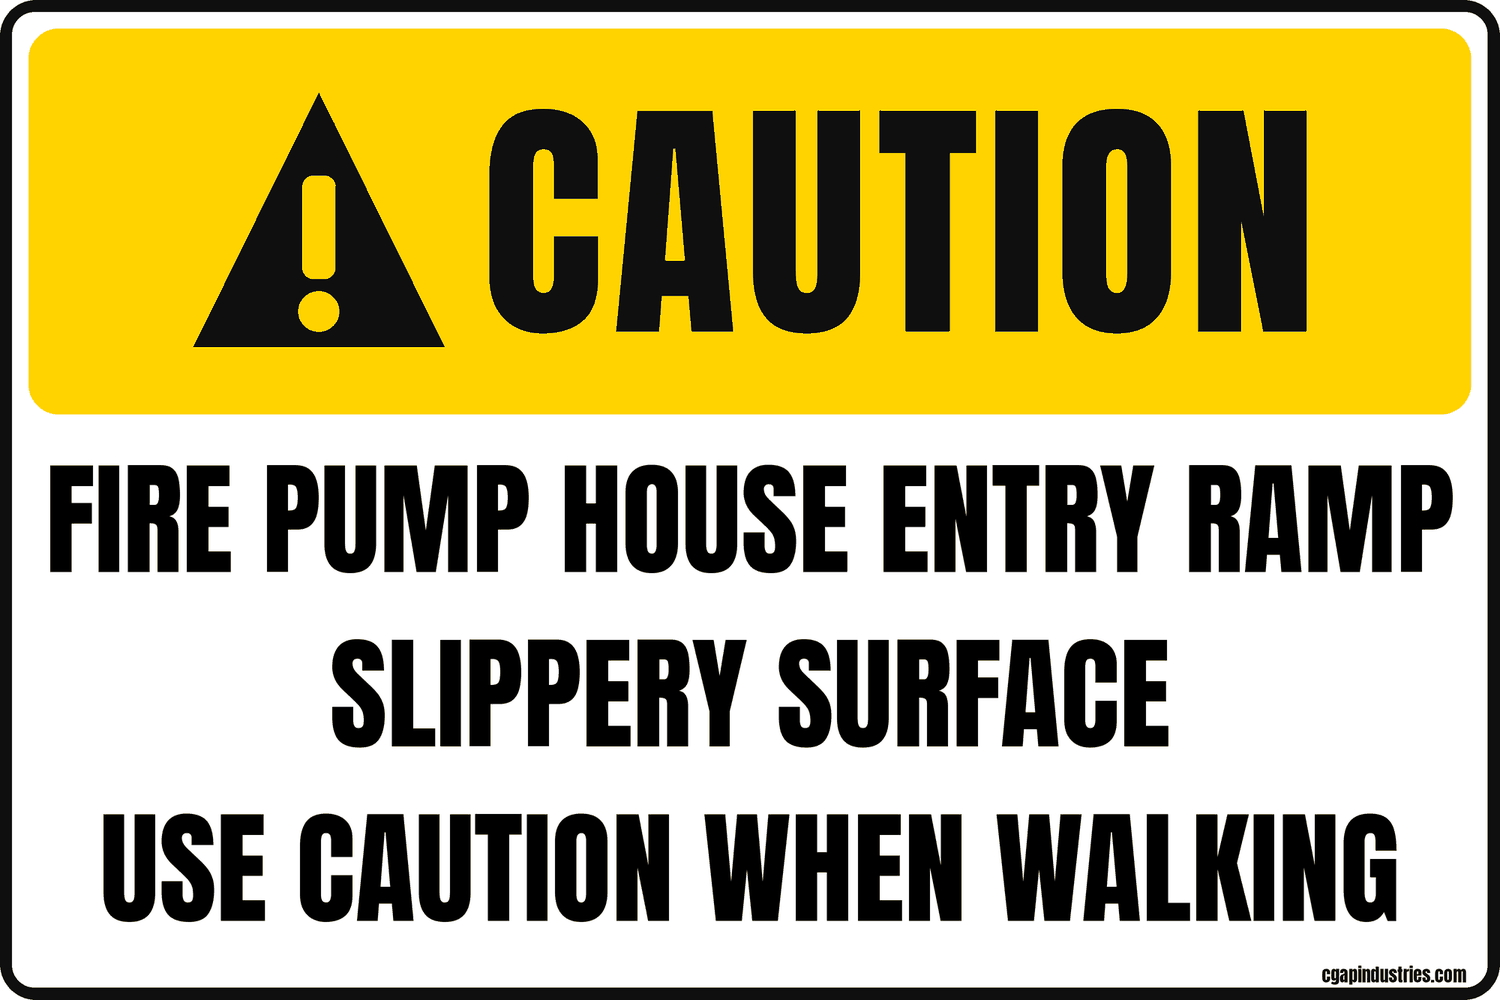 CAUTION
FIRE PUMP HOUSE ENTRY RAMP
SLIPPERY SURFACE
USE CAUTION WHEN WALKING
cgapindustries.com